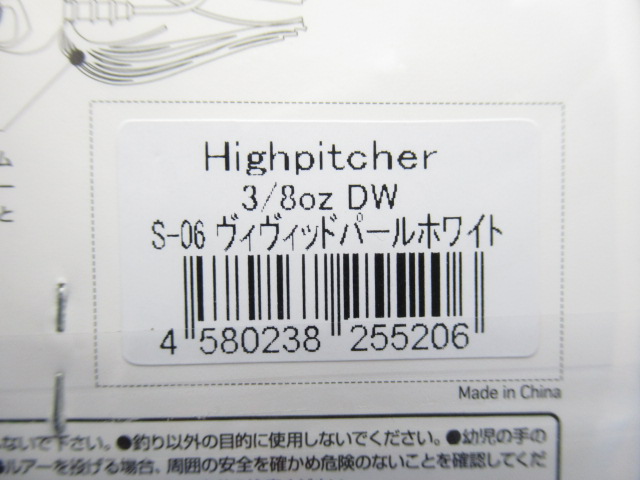 ム
ー
と
Highpitcher
3/8oz DW
S-06 ヴィヴィッドパールホワイト
4 580238 255206
Made in China
ないで下さい。●釣り以外の目的に使用しないでください。●幼児の手の
ルアーを投げる場合、周囲の安全を確かめ危険のないことを確認してくだ